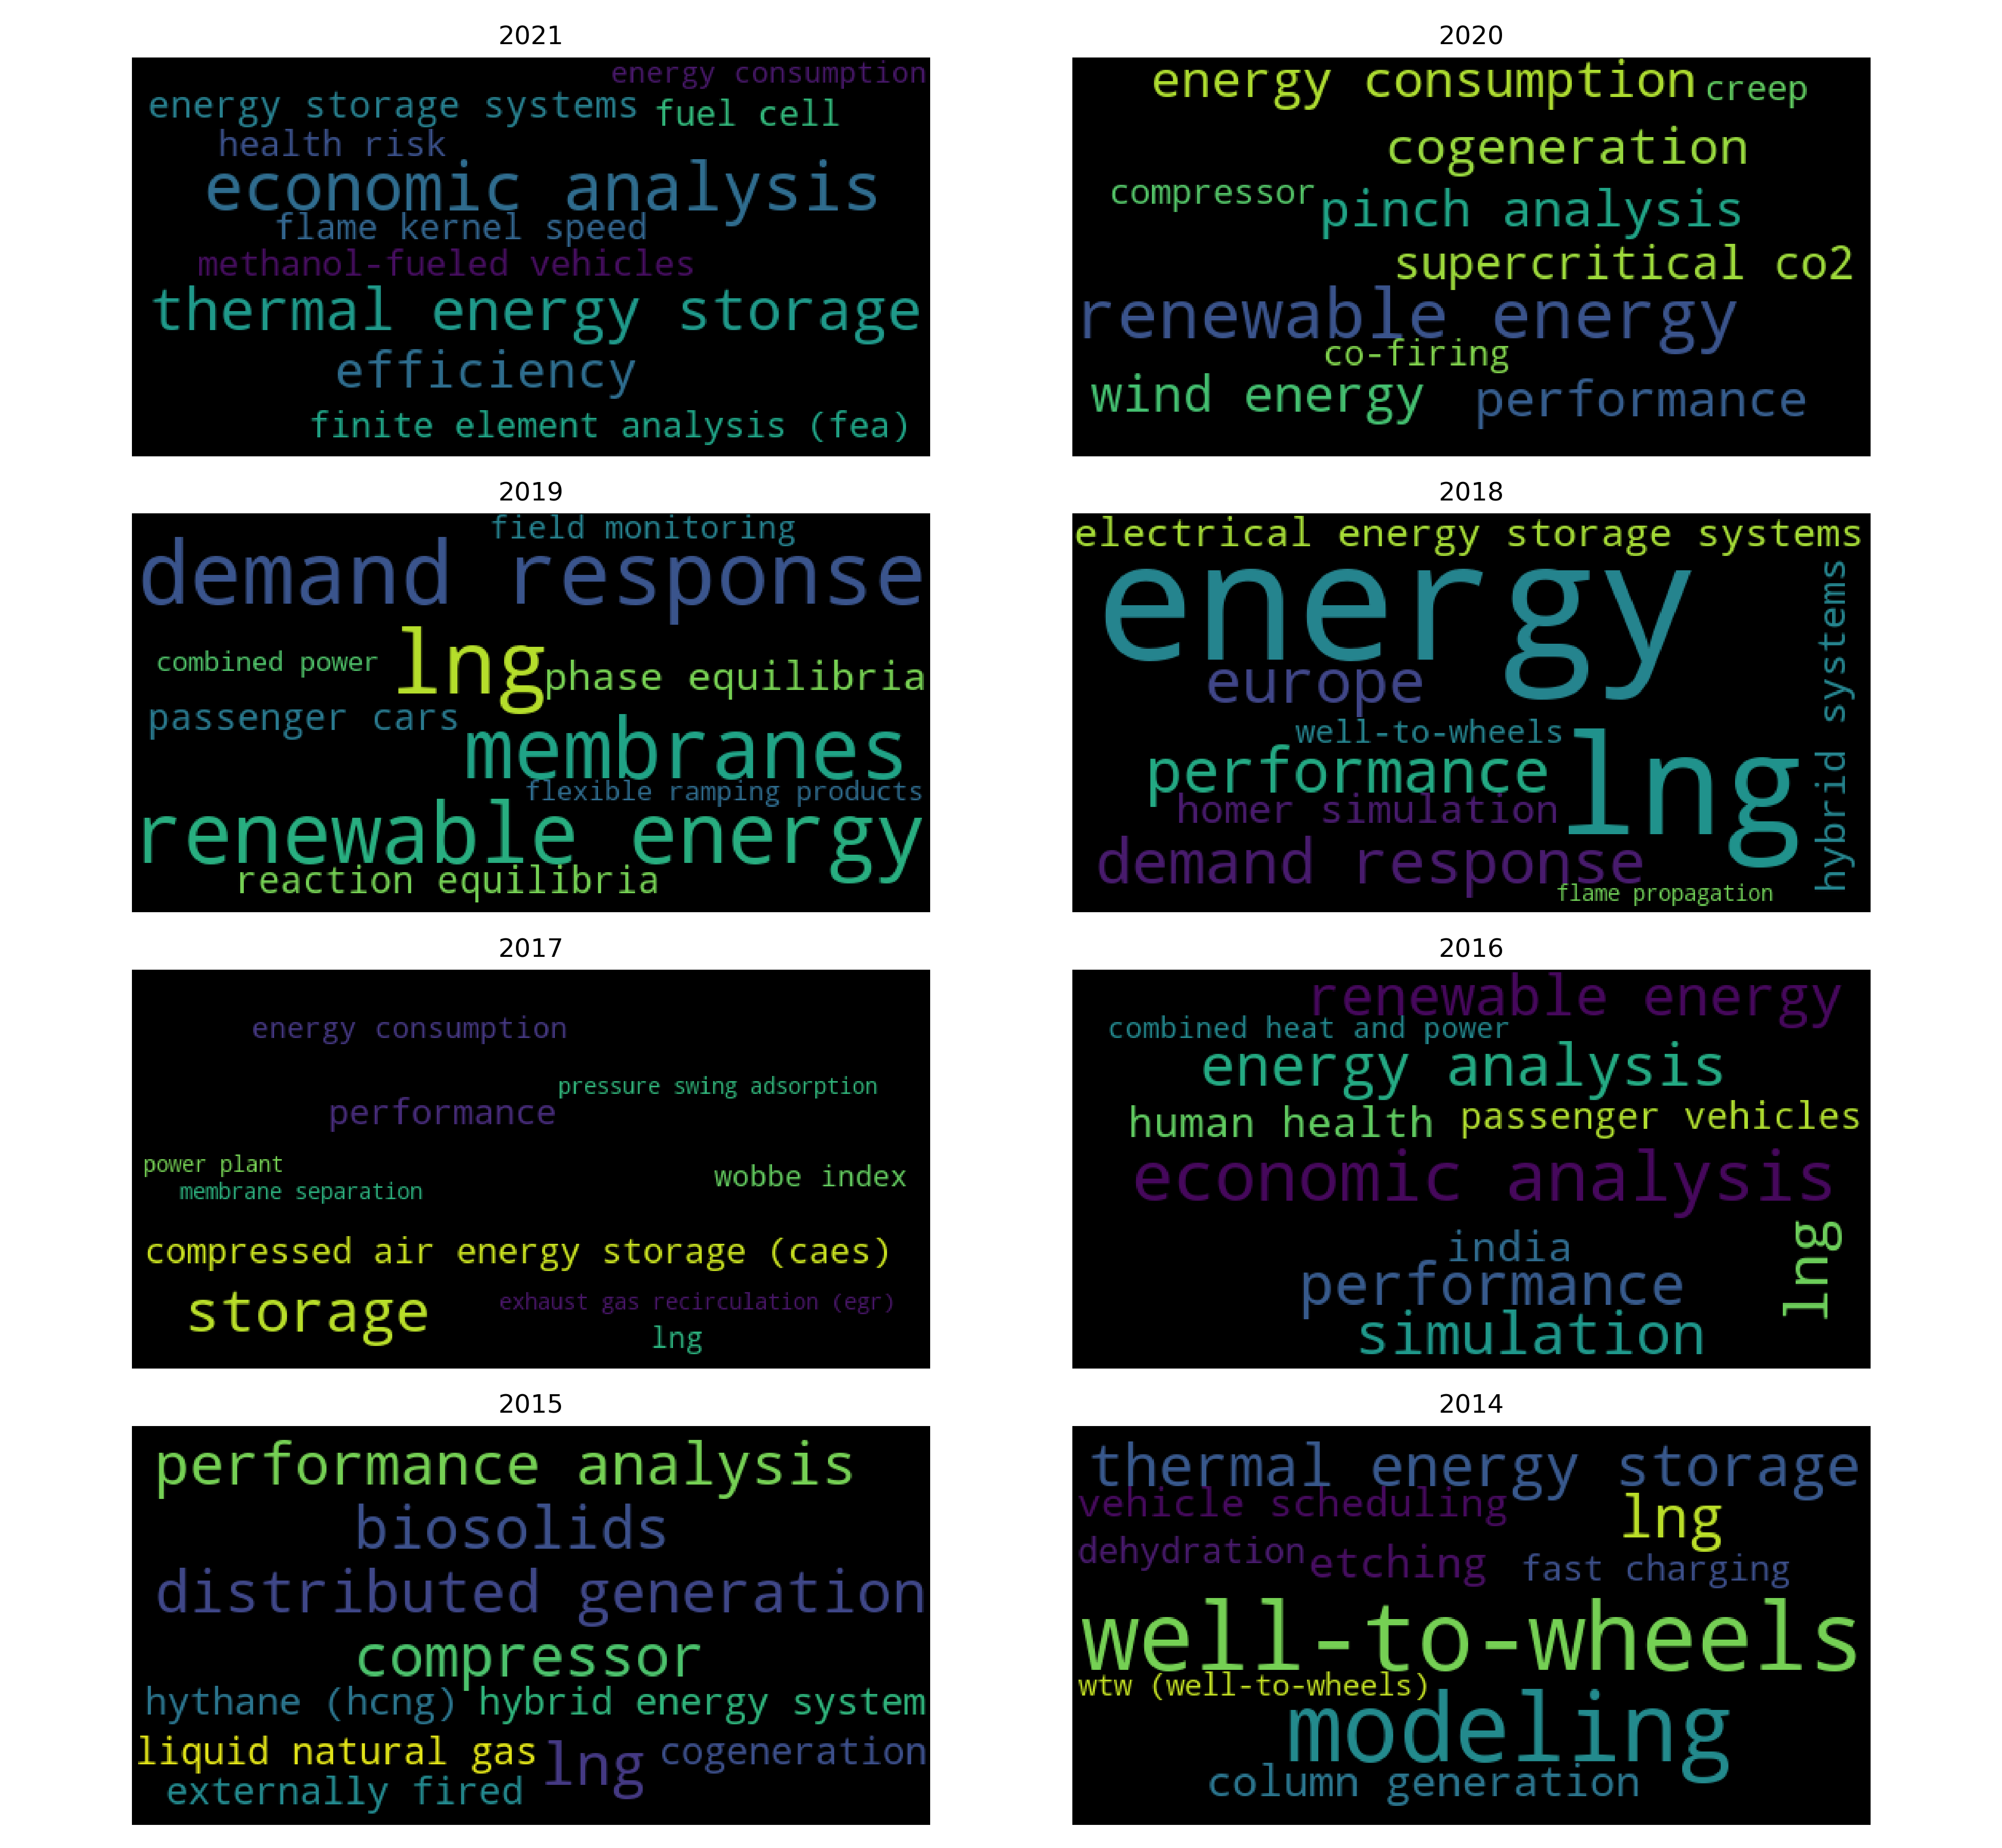 2021
energy consumption
energy storage systems
fuel cell
health risk
economic analysis
flame kernel speed
methanol-fueled vehicles
thermal energy storage
efficiency
finite element analysis (fea)
2020
energy consumption
creep
cogeneration
compressor
pinch analysis
supercritical co2
renewable energy
co-firing
wind energy
performance
2019
field monitoring
demand response
combined power
lng
phase equilibria
passenger cars
membranes
flexible ramping products
renewable energy
reaction equilibria
2018
electrical energy storage systems
energy
hybrid systems
europe
well-to-wheels
lng
performance
homer simulation
demand response
flame propagation
2017
energy consumption
pressure swing adsorption
performance
power plant
wobbe index
membrane separation
compressed air energy storage (caes)
storage
exhaust gas recirculation (egr)
lng
2016
renewable energy
combined heat and power
energy analysis
human health
passenger vehicles
economic analysis
india
lng
performance
simulation
2015
performance analysis
biosolids
distributed generation
compressor
hythane (hcng)
hybrid energy system
liquid natural gas
lng
cogeneration
externally fired
2014
thermal energy storage
vehicle scheduling
lng
dehydration
etching
fast charging
well-to-wheels
wtw (well-to-wheels)
modeling
column generation